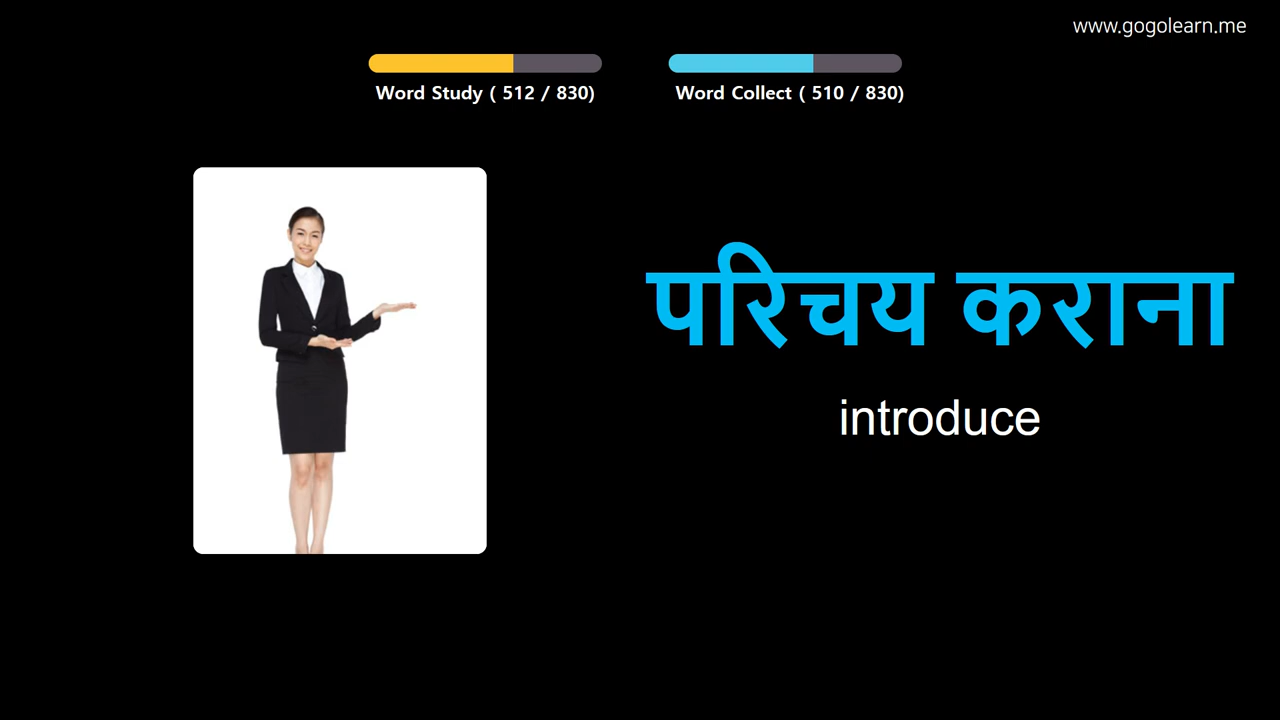 www.gogolearn.me
Word Study ( 512 / 830)
Word Collect ( 510 / 830)
परिचय कराना
introduce